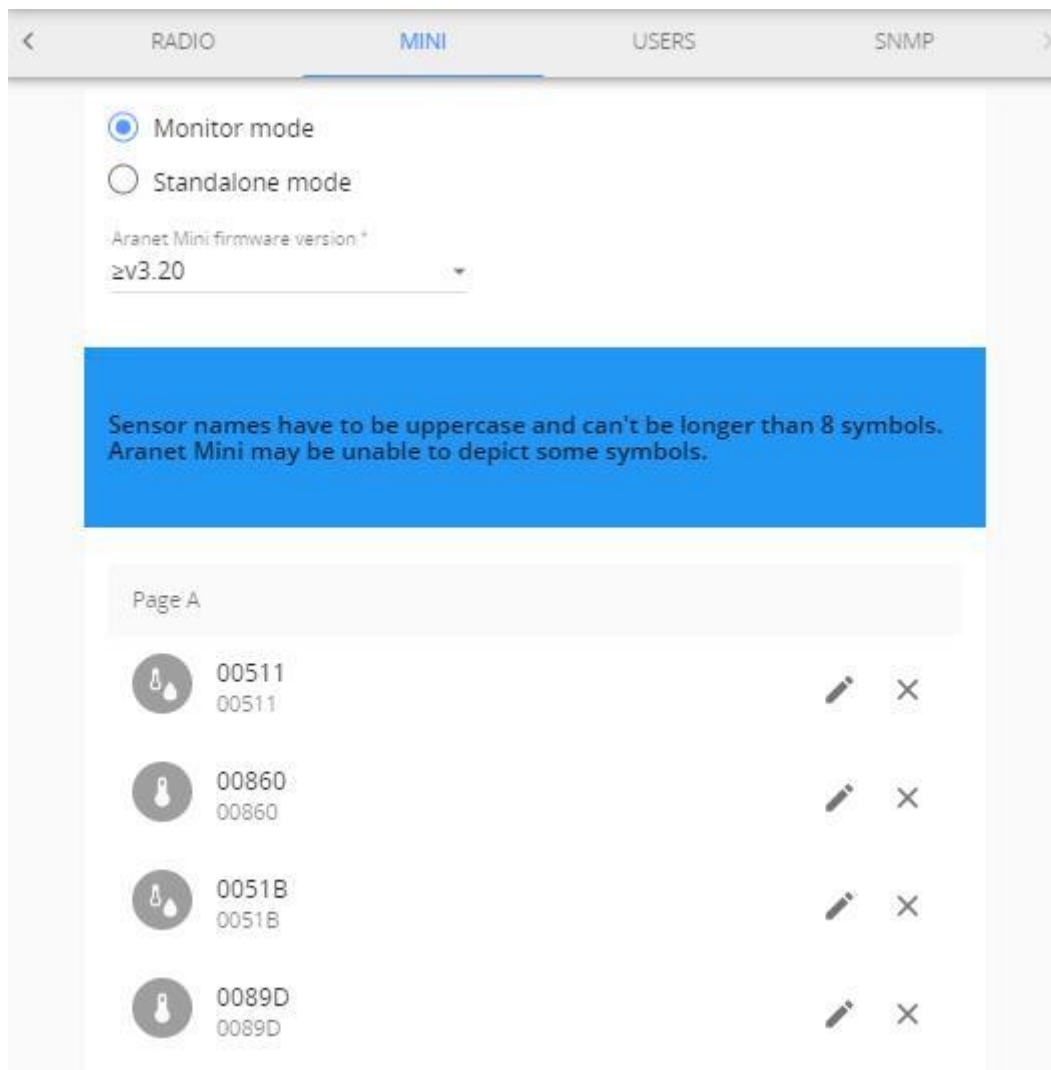 RADIO MINI USERS SNMP
Monitor mode
Standalone mode
Aranet Mini firmware version *
≥v3.20
Sensor names have to be uppercase and can't be longer than 8 symbols.
Aranet Mini may be unable to depict some symbols.
Page A
00511
00511
00860
00860
0051B
0051B
0089D
0089D